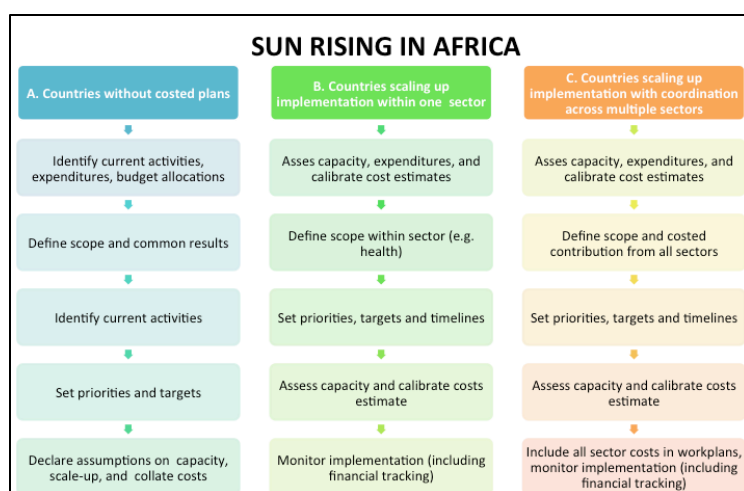 SUN RISING IN AFRICA
A. Countries without costed plans
Identify current activities,
expenditures, budget allocations
Define scope and common results
Identify current activities
Set priorities and targets
Declare assumptions on capacity,
scale-up, and collate costs
B. Countries scaling up
implementation within one sector
Asses capacity, expenditures, and
calibrate cost estimates
Define scope within sector (e.g.
health)
Set priorities, targets and timelines
Assess capacity and calibrate costs
estimate
Monitor implementation (including
financial tracking)
C. Countries scaling up
implementation with coordination
across multiple sectors
Asses capacity, expenditures, and
calibrate cost estimates
Define scope and costed
contribution from all sectors
Set priorities, targets and timelines
Assess capacity and calibrate costs
estimate
Include all sector costs in workplans,
monitor implementation (including
financial tracking)